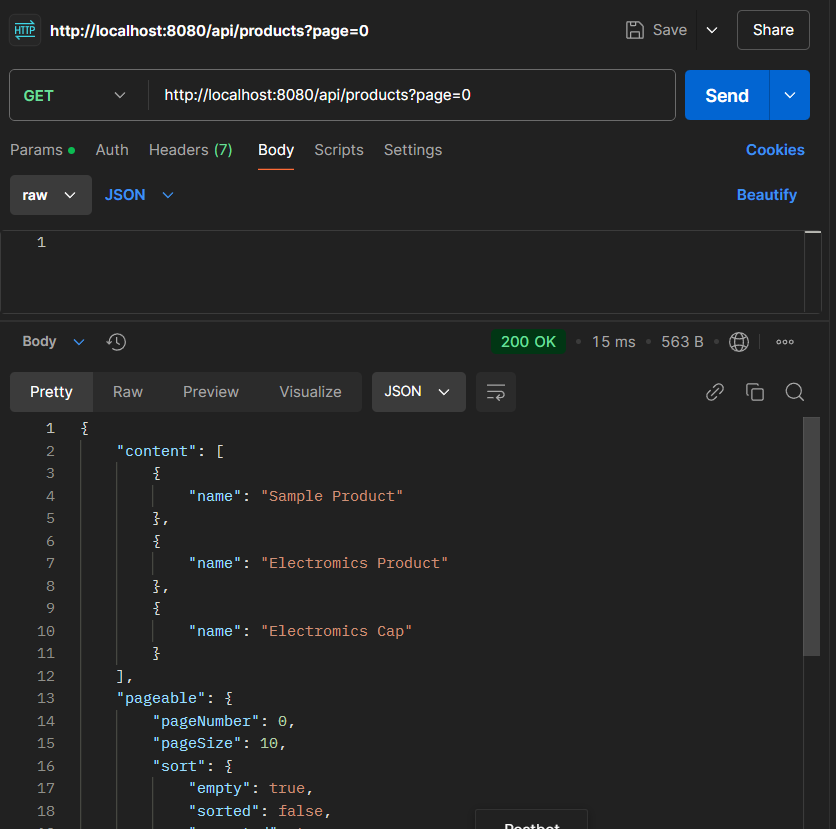 HTTP http://localhost:8080/api/products?page=0 Save Share
GET http://localhost:8080/api/products?page=0 Send
Params Auth Headers (7) Body Scripts Settings Cookies
raw JSON Beautify
1
Body 200 OK 15 ms 563 B
Pretty Raw Preview Visualize JSON
1 {
2 "content": [
3 {
4 "name": "Sample Product"
5 },
6 {
7 "name": "Electromics Product"
8 },
9 {
10 "name": "Electromics Cap"
11 }
12 ],
13 "pageable": {
14 "pageNumber": 0,
15 "pageSize": 10,
16 "sort": {
17 "empty": true,
18 "sorted": false,
Postbot